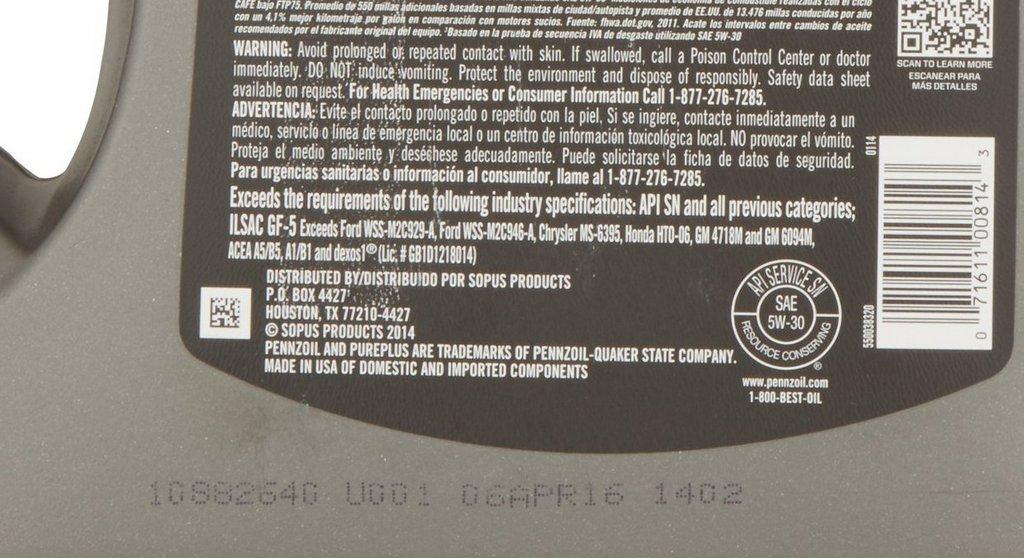 CAFE bajo FTP75. Promedio de 550 millas adicionales basadas en millas mixtas de ciudad/autopista y promedio de EE.UU. de 13.476 millas conducidas por año
con un 4,1% mejor kilometraje por galón en comparación con motores sucios. Fuente: fhwa.dot.gov, 2011. Acate los intervalos entre cambios de aceite
recomendados por el fabricante original del equipo. ³Basado en la prueba de secuencia IVA de desgaste utilizando SAE 5W-30
WARNING: Avoid prolonged or repeated contact with skin. If swallowed, call a Poison Control Center or doctor
immediately. DO NOT induce vomiting. Protect the environment and dispose of responsibly. Safety data sheet
available on request. For Health Emergencies or Consumer Information Call 1-877-276-7285.
ADVERTENCIA: Evite el contacto prolongado o repetido con la piel. Si se ingiere, contacte inmediatamente a un
médico, servicio o línea de emergencia local o un centro de información toxicológica local. NO provocar el vómito.
Proteja el medio ambiente y deséchese adecuadamente. Puede solicitarse la ficha de datos de seguridad.
Para urgencias sanitarias o información al consumidor, llame al 1-877-276-7285.
Exceeds the requirements of the following industry specifications: API SN and all previous categories;
ILSAC GF-5 Exceeds Ford WSS-M2C929-A, Ford WSS-M2C946-A, Chrysler MS-6395, Honda HTO-06, GM 4718M and GM 6094M,
ACEA A5/B5, A1/B1 and dexos1® (Lic. # GB1D1218014)
DISTRIBUTED BY/DISTRIBUIDO POR SOPUS PRODUCTS
P.O. BOX 4427
HOUSTON, TX 77210-4427
© SOPUS PRODUCTS 2014
PENNZOIL AND PUREPLUS ARE TRADEMARKS OF PENNZOIL-QUAKER STATE COMPANY.
MADE IN USA OF DOMESTIC AND IMPORTED COMPONENTS
SCAN TO LEARN MORE
ESCANEAR PARA
MÁS DETALLES
0114
0 71611 00814 3
550038320
API SERVICE SN
SAE
5W-30
RESOURCE CONSERVING
®
www.pennzoil.com
1-800-BEST-OIL
10882640 U001 06APR16 1402